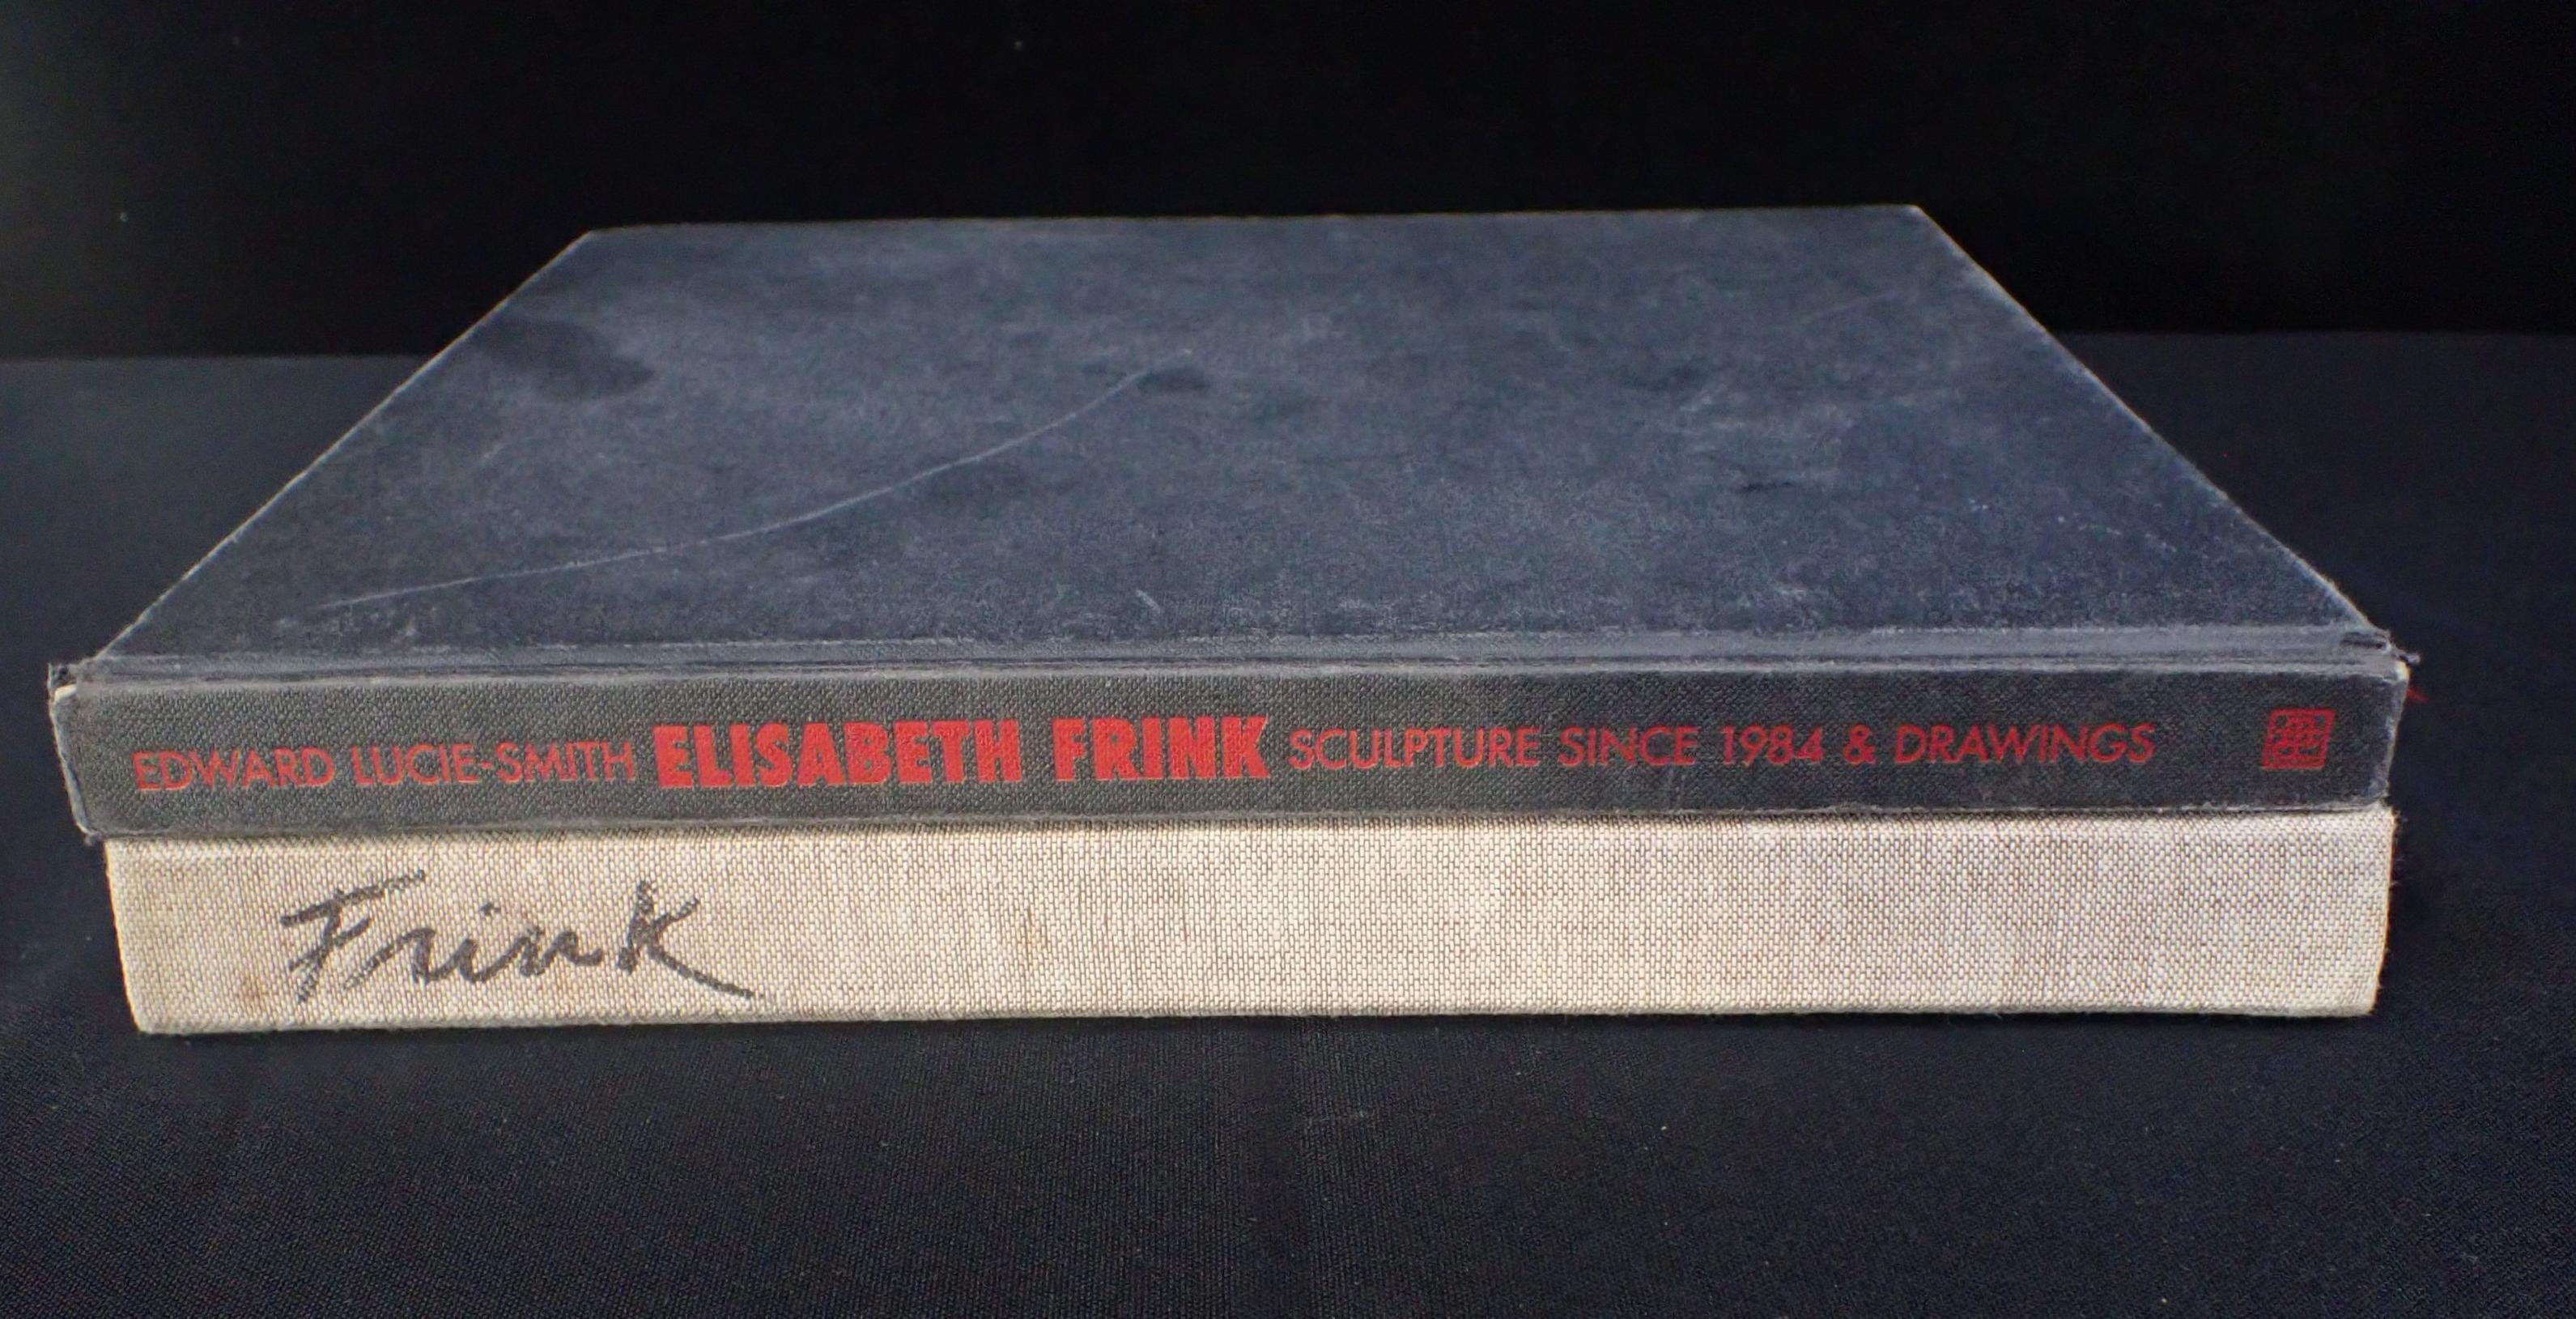 EDWARD LUCIE-SMITH ELISABETH FRINK SCULPTURE SINCE 1984 & DRAWINGS
Frink